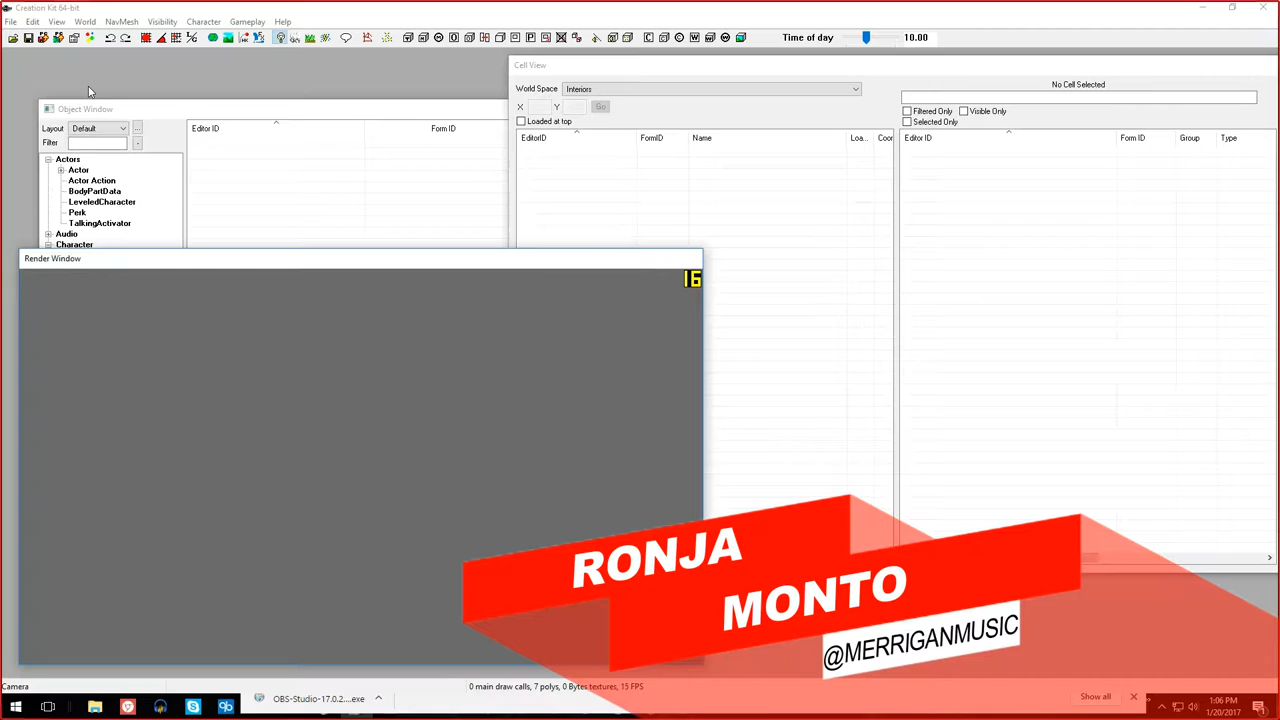 Creation Kit 64-bit
File Edit View World NavMesh Visibility Character Gameplay Help
Time of day 10.00
Object Window
Layout Default ...
Filter -
Actors
Actor
Actor Action
BodyPartData
LeveledCharacter
Perk
TalkingActivator
Audio
Character
Editor ID Form ID
Cell View
World Space Interiors
X Y Go
Loaded at top
EditorID FormID Name Loa... Coor
No Cell Selected
Filtered Only Visible Only
Selected Only
Editor ID Form ID Group Type
Render Window
16
RONJA
MONTO
@MERRIGANMUSIC
Camera
0 main draw calls, 7 polys, 0 Bytes textures, 15 FPS
OBS-Studio-17.0.2....exe
Show all
1:06 PM
1/20/2017